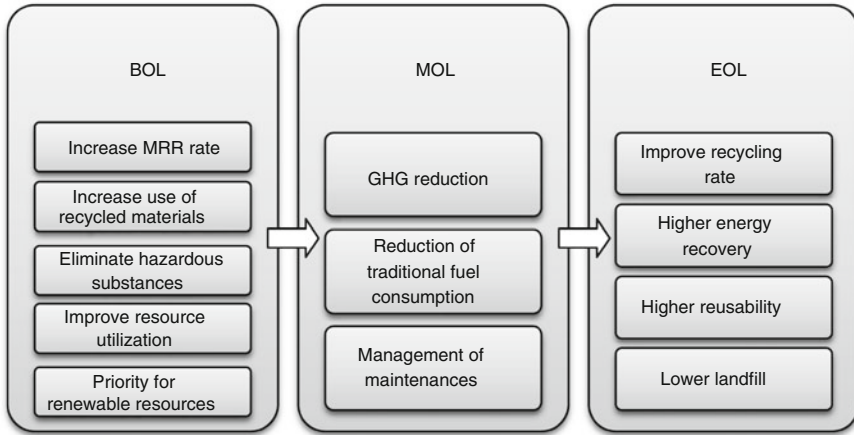 BOL
Increase MRR rate
Increase use of
recycled materials
Eliminate hazardous
substances
Improve resource
utilization
Priority for
renewable resources
MOL
GHG reduction
Reduction of
traditional fuel
consumption
Management of
maintenances
EOL
Improve recycling
rate
Higher energy
recovery
Higher reusability
Lower landfill